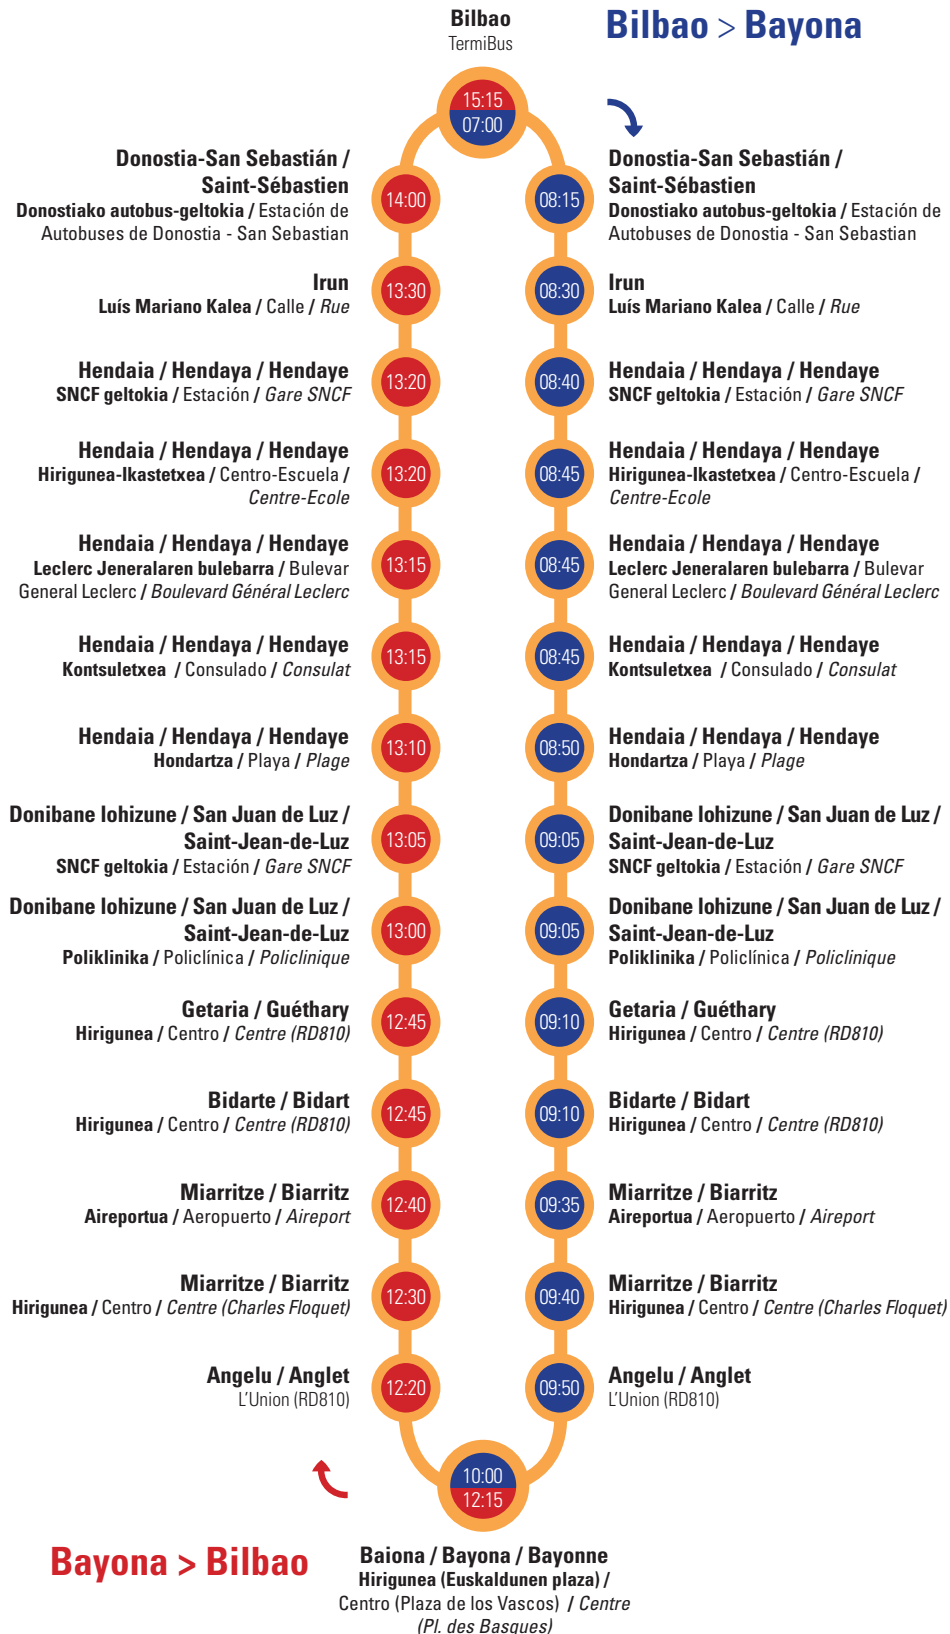 Bilbao
TermiBus
Bilbao > Bayona
15:15
07:00
Donostia-San Sebastián /
Saint-Sébastien
Donostiako autobus-geltokia / Estación de
Autobuses de Donostia - San Sebastian
14:00
08:15
Donostia-San Sebastián /
Saint-Sébastien
Donostiako autobus-geltokia / Estación de
Autobuses de Donostia - San Sebastian
Irun
Luís Mariano Kalea / Calle / Rue
13:30
08:30
Irun
Luís Mariano Kalea / Calle / Rue
Hendaia / Hendaya / Hendaye
SNCF geltokia / Estación / Gare SNCF
13:20
08:40
Hendaia / Hendaya / Hendaye
SNCF geltokia / Estación / Gare SNCF
Hendaia / Hendaya / Hendaye
Hirigunea-Ikastetxea / Centro-Escuela /
Centre-Ecole
13:20
08:45
Hendaia / Hendaya / Hendaye
Hirigunea-Ikastetxea / Centro-Escuela /
Centre-Ecole
Hendaia / Hendaya / Hendaye
Leclerc Jeneralaren bulebarra / Bulevar
General Leclerc / Boulevard Général Leclerc
13:15
08:45
Hendaia / Hendaya / Hendaye
Leclerc Jeneralaren bulebarra / Bulevar
General Leclerc / Boulevard Général Leclerc
Hendaia / Hendaya / Hendaye
Kontsuletxea / Consulado / Consulat
13:15
08:45
Hendaia / Hendaya / Hendaye
Kontsuletxea / Consulado / Consulat
Hendaia / Hendaya / Hendaye
Hondartza / Playa / Plage
13:10
08:50
Hendaia / Hendaya / Hendaye
Hondartza / Playa / Plage
Donibane lohizune / San Juan de Luz /
Saint-Jean-de-Luz
SNCF geltokia / Estación / Gare SNCF
13:05
09:05
Donibane lohizune / San Juan de Luz /
Saint-Jean-de-Luz
SNCF geltokia / Estación / Gare SNCF
Donibane lohizune / San Juan de Luz /
Saint-Jean-de-Luz
Poliklinika / Policlínica / Policlinique
13:00
09:05
Donibane lohizune / San Juan de Luz /
Saint-Jean-de-Luz
Poliklinika / Policlínica / Policlinique
Getaria / Guéthary
Hirigunea / Centro / Centre (RD810)
12:45
09:10
Getaria / Guéthary
Hirigunea / Centro / Centre (RD810)
Bidarte / Bidart
Hirigunea / Centro / Centre (RD810)
12:45
09:10
Bidarte / Bidart
Hirigunea / Centro / Centre (RD810)
Miarritze / Biarritz
Aireportua / Aeropuerto / Aireport
12:40
09:35
Miarritze / Biarritz
Aireportua / Aeropuerto / Aireport
Miarritze / Biarritz
Hirigunea / Centro / Centre (Charles Floquet)
12:30
09:40
Miarritze / Biarritz
Hirigunea / Centro / Centre (Charles Floquet)
Angelu / Anglet
L'Union (RD810)
12:20
09:50
Angelu / Anglet
L'Union (RD810)
10:00
12:15
Bayona > Bilbao
Baiona / Bayona / Bayonne
Hirigunea (Euskaldunen plaza) /
Centro (Plaza de los Vascos) / Centre
(Pl. des Basques)